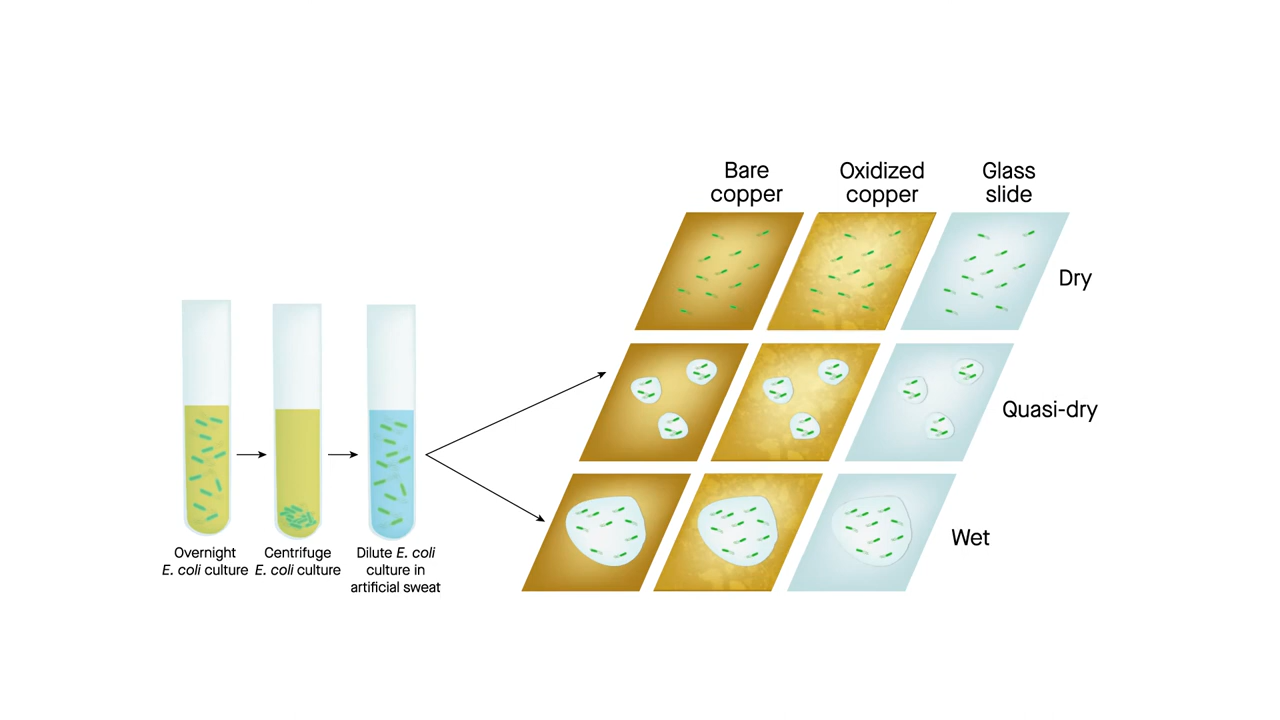 Bare
copper
Oxidized
copper
Glass
slide
Dry
Quasi-dry
Wet
Overnight
E. coli culture
Centrifuge
E. coli culture
Dilute E. coli
culture in
artificial sweat